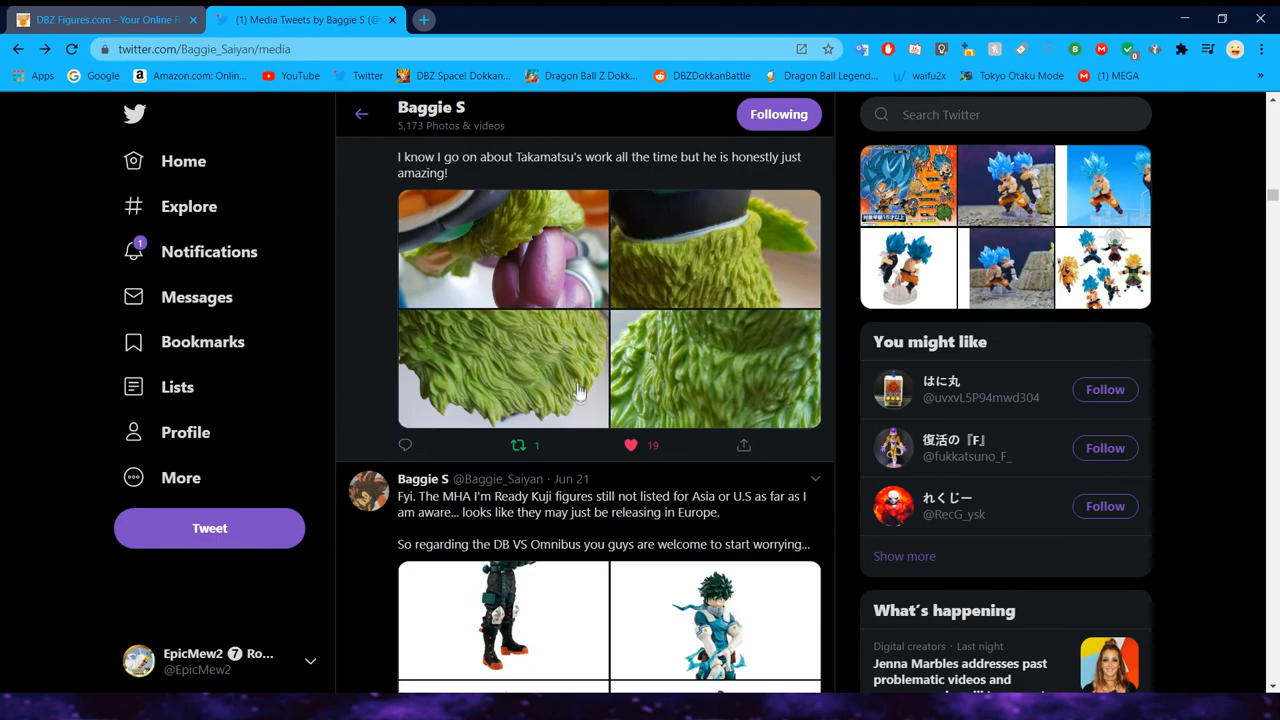 DBZ Figures.com - Your Online R
(1) Media Tweets by Baggie S (@
twitter.com/Baggie_Saiyan/media
Apps
Google
Amazon.com: Onlin...
YouTube
Twitter
DBZ Space! Dokkan...
Dragon Ball Z Dokk...
DBZDokkanBattle
Dragon Ball Legend...
waifu2x
Tokyo Otaku Mode
(1) MEGA
»
Home
Explore
1
Notifications
Messages
Bookmarks
Lists
Profile
More
Tweet
EpicMew2 7 Ro...
@EpicMew2
Baggie S
5,173 Photos & videos
Following
I know I go on about Takamatsu's work all the time but he is honestly just
amazing!
1
19
Baggie S @Baggie_Saiyan · Jun 21
Fyi. The MHA I'm Ready Kuji figures still not listed for Asia or U.S as far as I
am aware... looks like they may just be releasing in Europe.
So regarding the DB VS Omnibus you guys are welcome to start worrying...
Search Twitter
You might like
はに丸
@uvxvL5P94mwd304
Follow
復活の『F』
@fukkatsuno_F_
Follow
れくじー
@RecG_ysk
Follow
Show more
What's happening
Digital creators · Last night
Jenna Marbles addresses past
problematic videos and